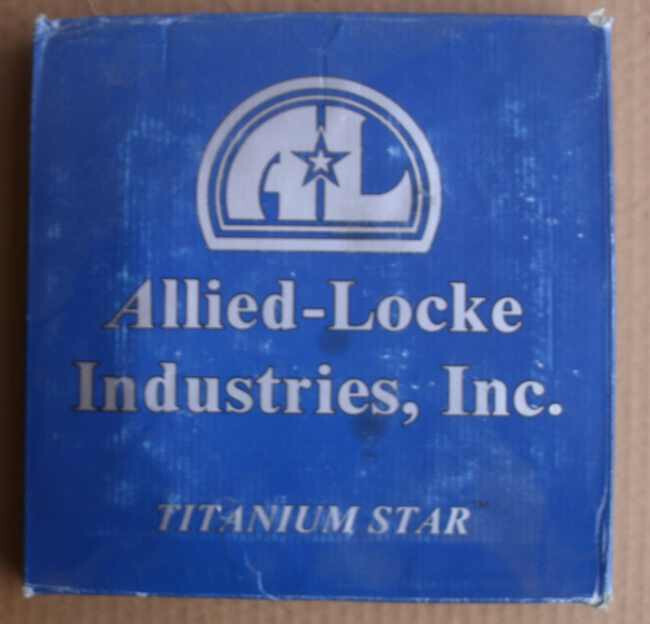 AL
Allied-Locke
Industries, Inc.
TITANIUM STAR™